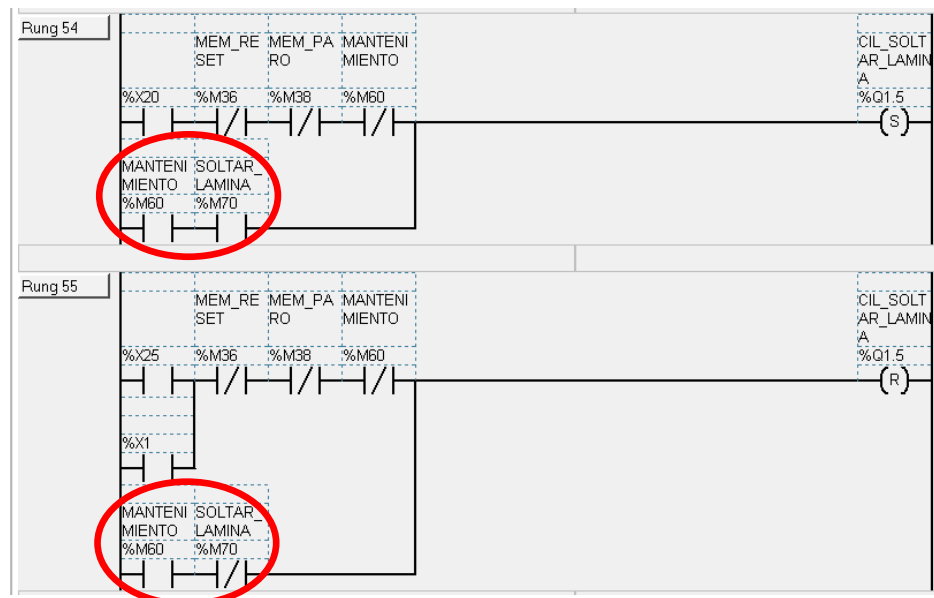 Rung 54
MEM_RE MEM_PA MANTENI CIL_SOLT
SET RO MIENTO AR_LAMIN
A
%X20 %M36 %M38 %M60 %Q1.5
S
MANTENI SOLTAR_
MIENTO LAMINA
%M60 %M70
Rung 55
MEM_RE MEM_PA MANTENI CIL_SOLT
SET RO MIENTO AR_LAMIN
A
%X25 %M36 %M38 %M60 %Q1.5
R
%X1
MANTENI SOLTAR_
MIENTO LAMINA
%M60 %M70